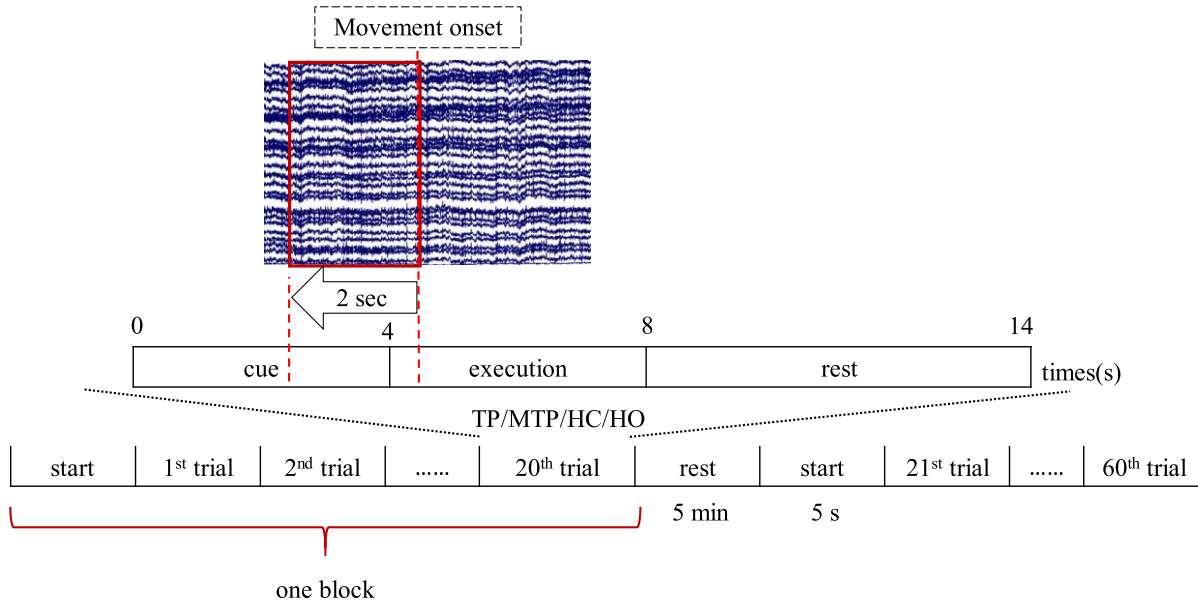 Movement onset
2 sec
0 4 8 14
cue execution rest times(s)
TP/MTP/HC/HO
start 1st trial 2nd trial ...... 20th trial rest start 21st trial ...... 60th trial
5 min 5 s
one block